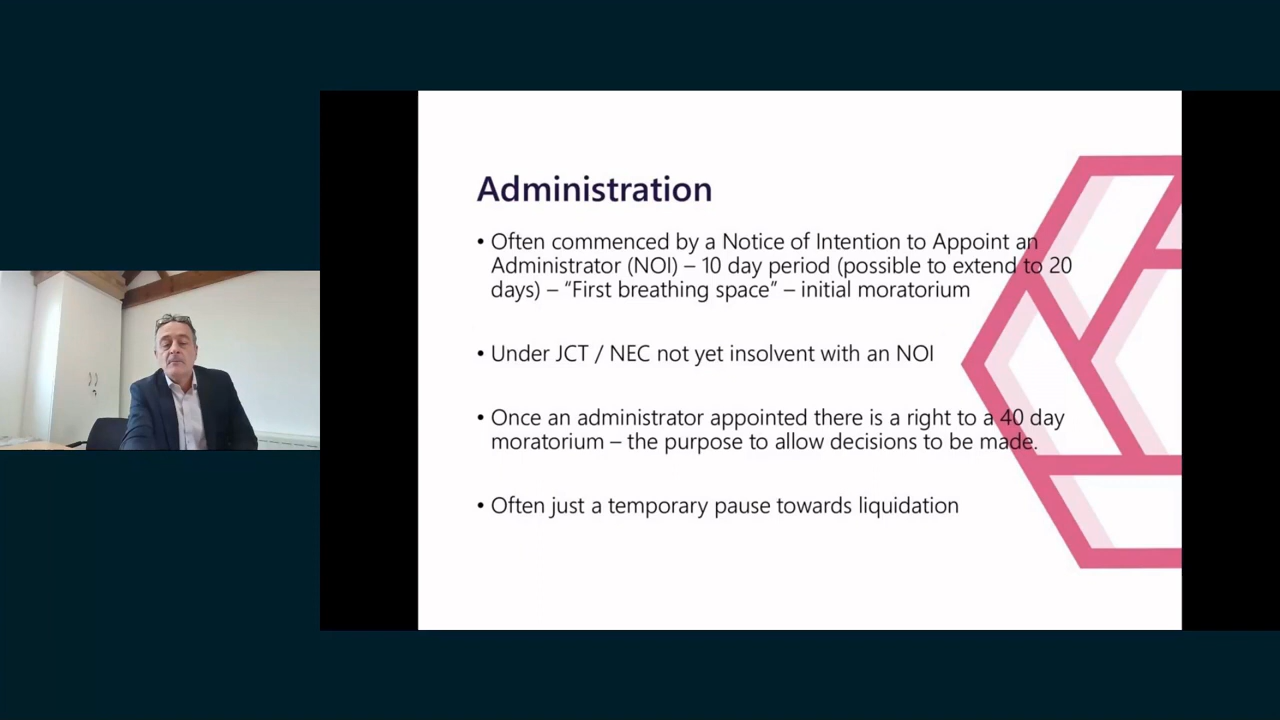 Administration
• Often commenced by a Notice of Intention to Appoint an
Administrator (NOI) – 10 day period (possible to extend to 20
days) – “First breathing space” – initial moratorium
• Under JCT / NEC not yet insolvent with an NOI
• Once an administrator appointed there is a right to a 40 day
moratorium – the purpose to allow decisions to be made.
• Often just a temporary pause towards liquidation